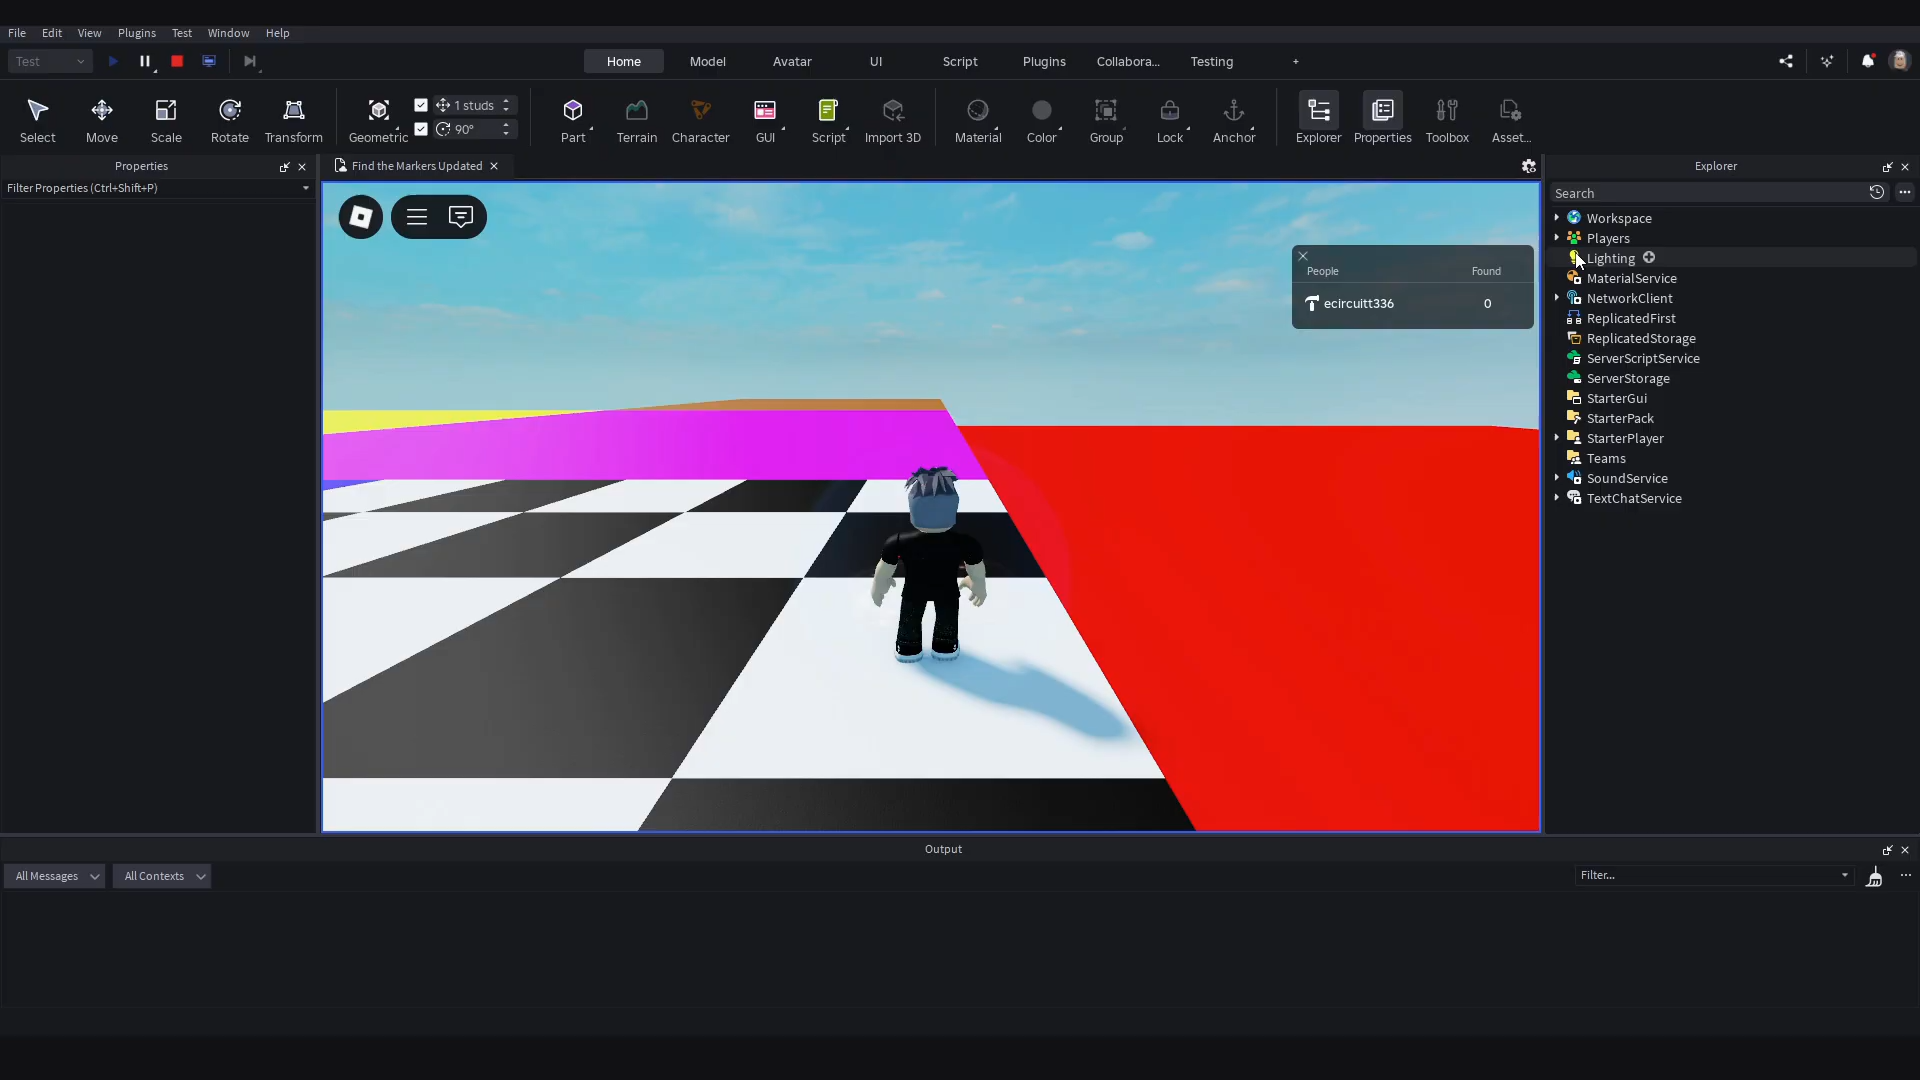 File Edit View Plugins Test Window Help
Test Home Model Avatar UI Script Plugins Collabora... Testing +
Select Move Scale Rotate Transform Geometric 1 studs 90° Part Terrain Character GUI Script Import 3D Material Color Group Lock Anchor Explorer Properties Toolbox Asset...
Properties
Filter Properties (Ctrl+Shift+P)
Find the Markers Updated
People Found
ecircuitt336 0
Explorer
Search
Workspace
Players
Lighting
MaterialService
NetworkClient
ReplicatedFirst
ReplicatedStorage
ServerScriptService
ServerStorage
StarterGui
StarterPack
StarterPlayer
Teams
SoundService
TextChatService
Output
All Messages All Contexts Filter...